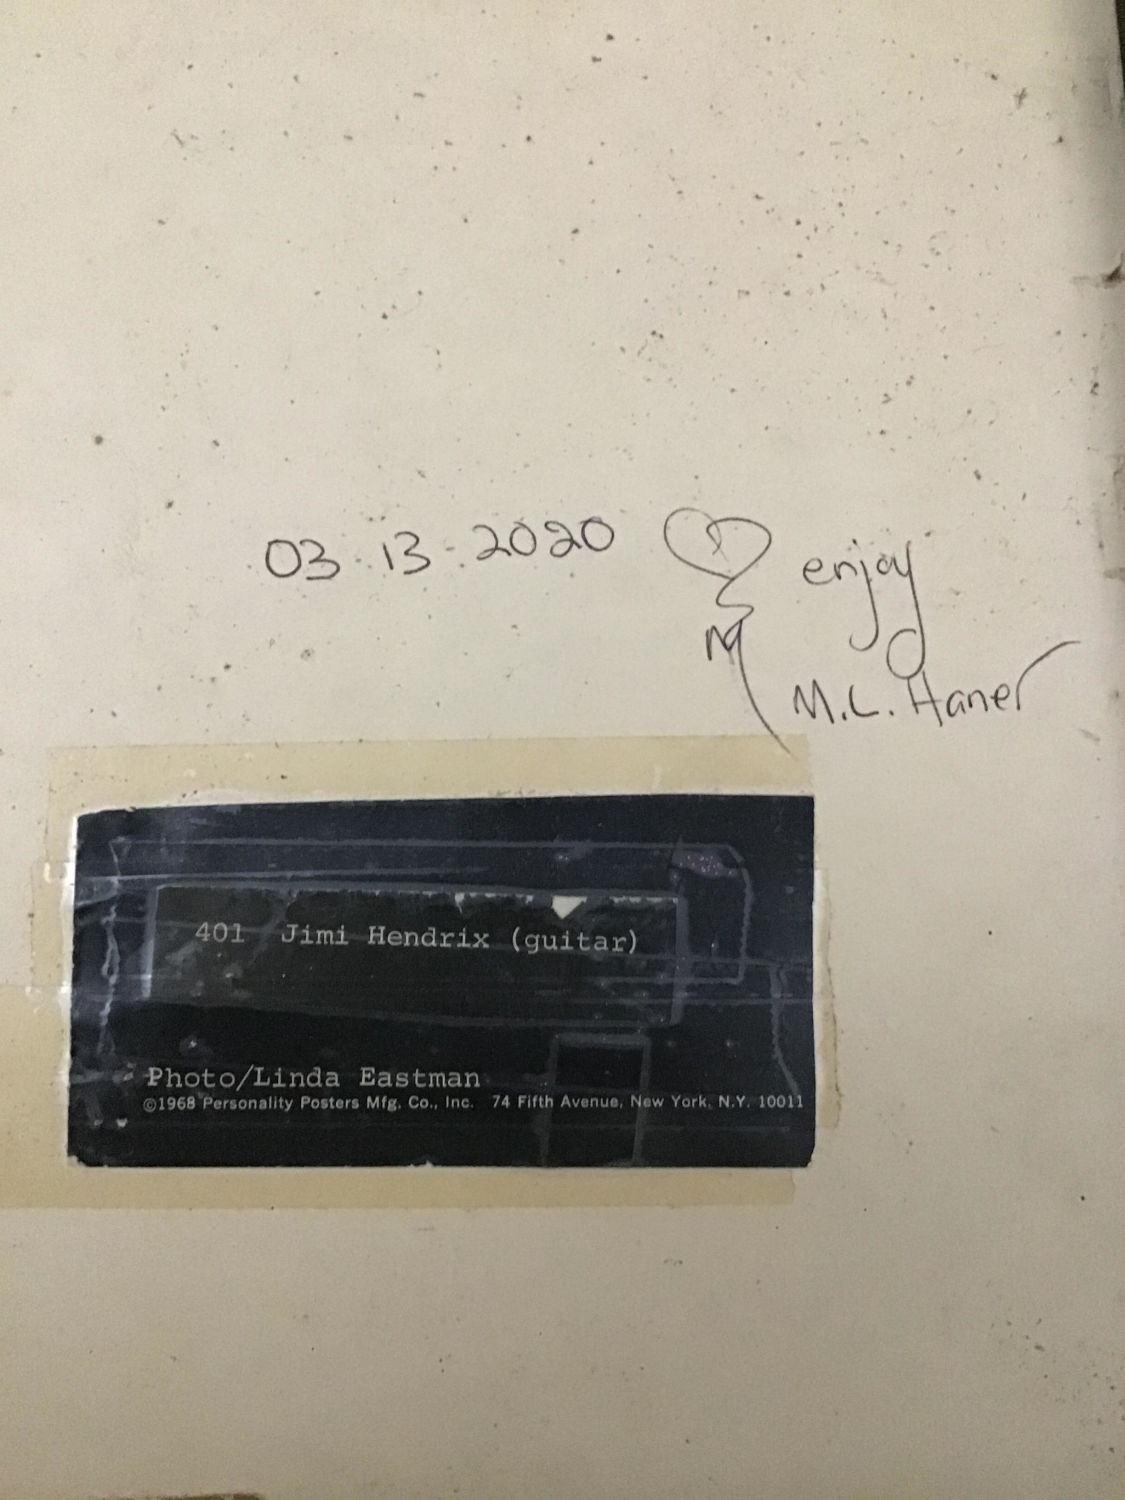 03 · 13 · 2020
enjoy
M.L. Haner
401 Jimi Hendrix (guitar)
Photo/Linda Eastman
©1968 Personality Posters Mfg. Co., Inc. 74 Fifth Avenue, New York, N.Y. 10011